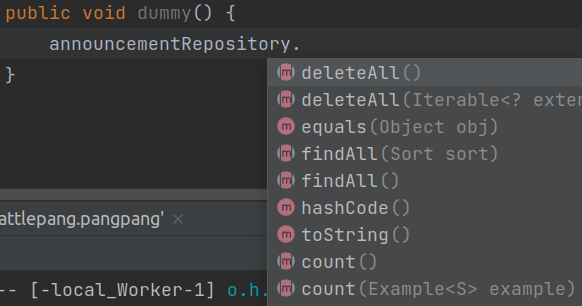 public void dummy() {
announcementRepository.
}
deleteAll()
deleteAll(Iterable<? exten
equals(Object obj)
findAll(Sort sort)
findAll()
hashCode()
toString()
count()
count(Example<S> example)
attlepang.pangpang' ×
-- [-local_Worker-1] o.h.